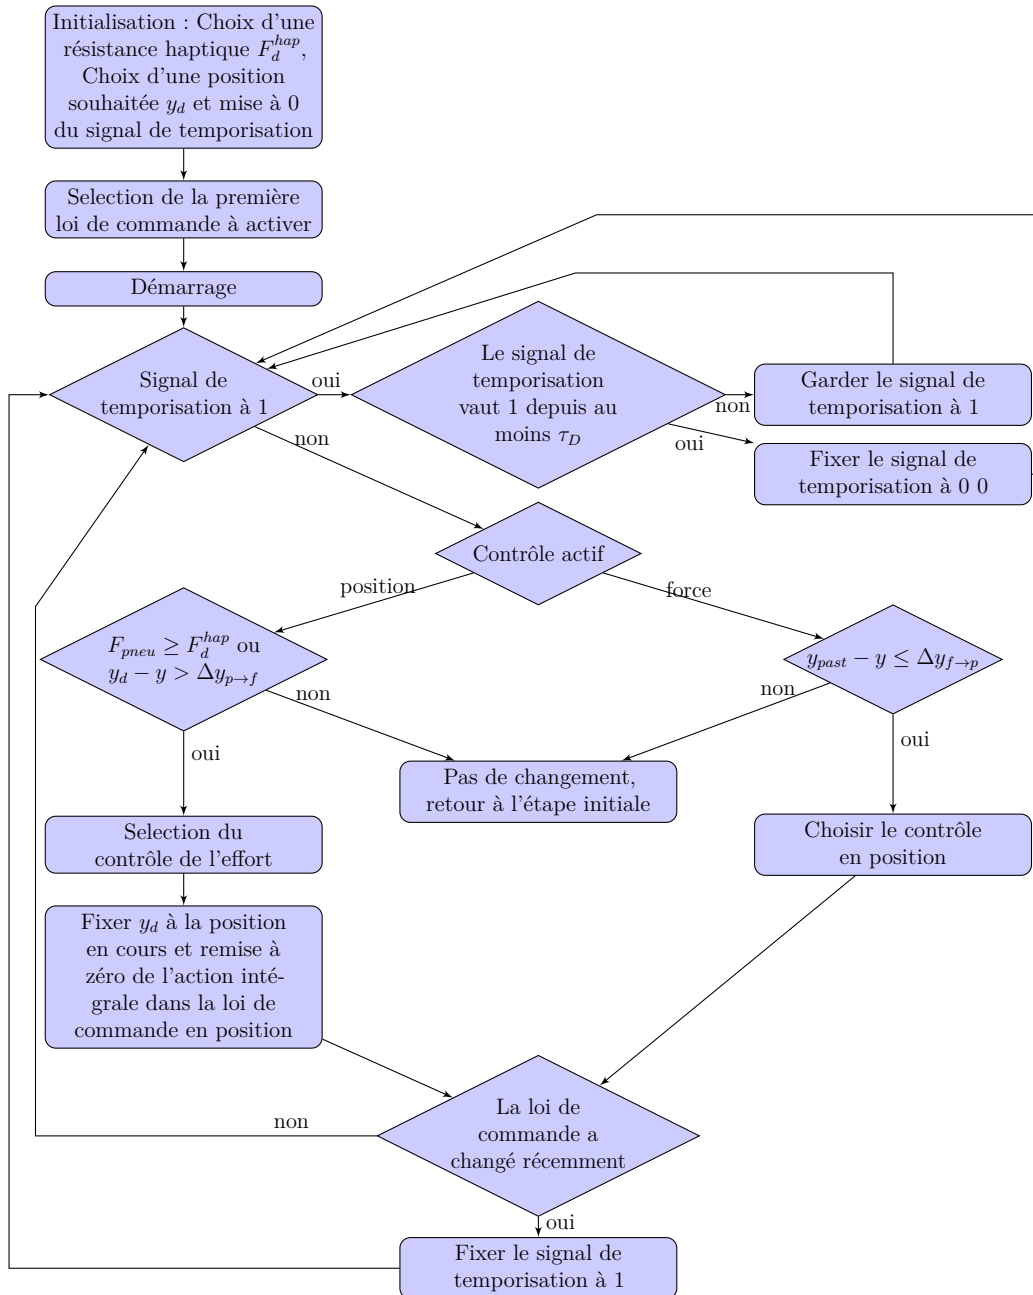 Initialisation : Choix d'une
résistance haptique $F_d^{hap}$,
Choix d'une position
souhaitée $y_d$ et mise à 0
du signal de temporisation
Selection de la première
loi de commande à activer
Démarrage
Signal de
temporisation à 1
oui
non
Le signal de
temporisation
vaut 1 depuis au
moins $\tau_D$
non
oui
Garder le signal de
temporisation à 1
Fixer le signal de
temporisation à 0 0
Contrôle actif
position
force
$F_{pneu} \geq F_d^{hap}$ ou
$y_d - y > \Delta y_{p \to f}$
non
oui
$y_{past} - y \leq \Delta y_{f \to p}$
non
oui
Pas de changement,
retour à l'étape initiale
Selection du
contrôle de l'effort
Choisir le contrôle
en position
Fixer $y_d$ à la position
en cours et remise à
zéro de l'action inté-
grale dans la loi de
commande en position
La loi de
commande a
changé récemment
non
oui
Fixer le signal de
temporisation à 1